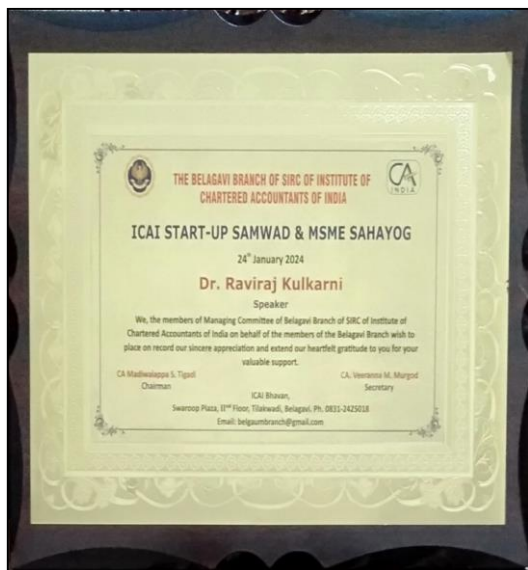 THE BELAGAVI BRANCH OF SIRC OF INSTITUTE OF
CHARTERED ACCOUNTANTS OF INDIA
CA
INDIA
ICAI START-UP SAMWAD & MSME SAHAYOG
24th January 2024
Dr. Raviraj Kulkarni
Speaker
We, the members of Managing Committee of Belagavi Branch of SIRC of Institute of
Chartered Accountants of India on behalf of the members of the Belagavi Branch wish to
place on record our sincere appreciation and extend our heartfelt gratitude to you for your
valuable support.
CA Madiwalappa S. Tigadi
Chairman
CA. Veeranna M. Murgod
Secretary
ICAI Bhavan,
Swaroop Plaza, Floor, Tilakwadi, Belagavi. Ph. 0831-2425018
Email: belgaumbranch@gmail.com